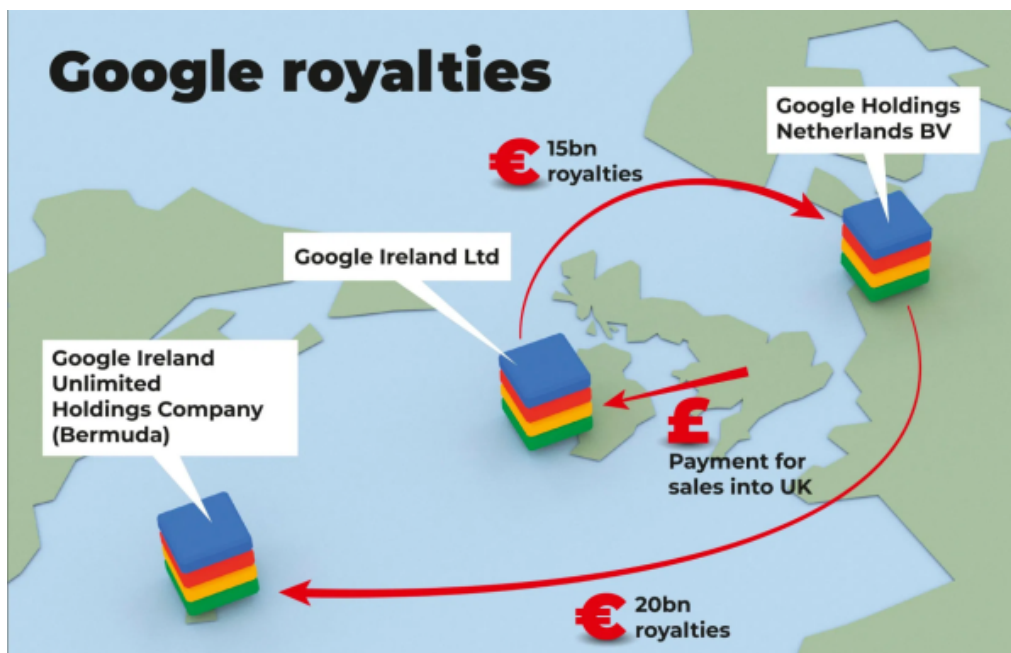 Google royalties
Google Holdings
Netherlands BV
€ 15bn
royalties
Google Ireland Ltd
Google Ireland
Unlimited
Holdings Company
(Bermuda)
£
Payment for
sales into UK
€ 20bn
royalties